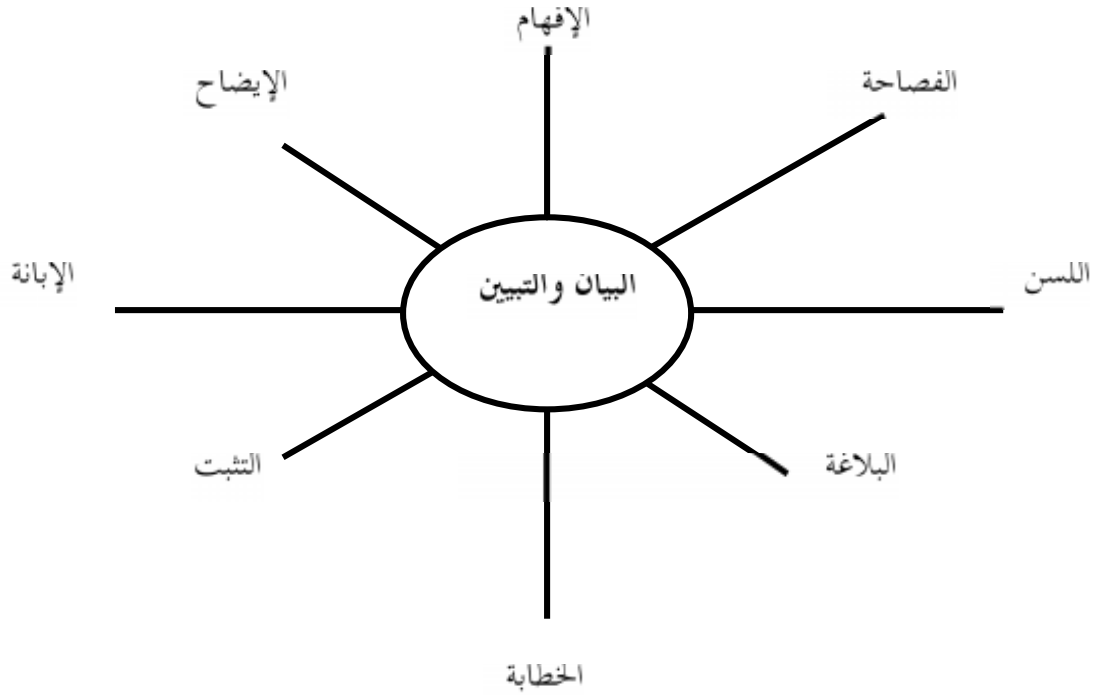 الإفهام
الفصاحة
الإيضاح
اللسن
البيان والتبيين
الإبانة
البلاغة
التثبت
الخطابة